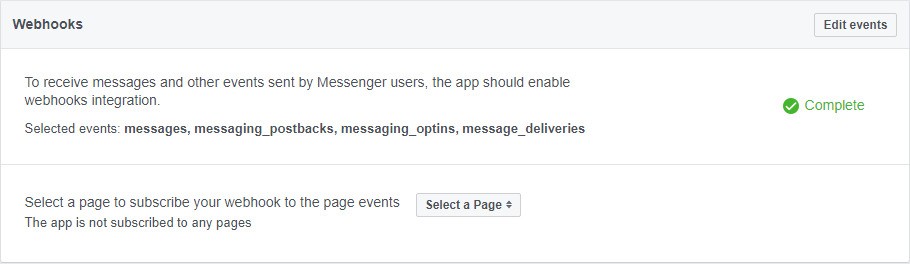 Webhooks
Edit events
To receive messages and other events sent by Messenger users, the app should enable
webhooks integration.
Complete
Selected events: messages, messaging_postbacks, messaging_optins, message_deliveries
Select a page to subscribe your webhook to the page events
Select a Page
The app is not subscribed to any pages